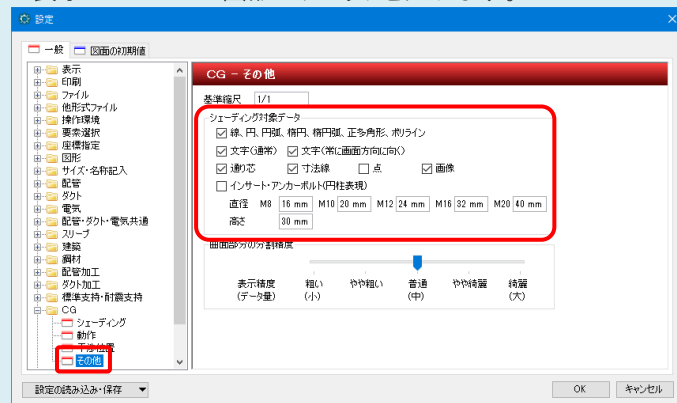 設定
一般 図面の初期値
表示
印刷
ファイル
他形式ファイル
操作環境
要素選択
座標指定
図形
サイズ・名称記入
配管
ダクト
電気
配管・ダクト・電気共通
スリーブ
建築
鋼材
配管加工
ダクト加工
標準支持・耐震支持
CG
シェーディング
動作
その他
CG - その他
基準縮尺 1/1
シェーディング対象データ
線、円、円弧、楕円、楕円弧、正多角形、ポリライン
文字(通常) 文字(常に画面方向に向く)
通り芯 寸法線 点 画像
インサート・アンカーボルト(円柱表現)
直径 M8 16 mm M10 20 mm M12 24 mm M16 32 mm M20 40 mm
高さ 30 mm
曲面部分の分割精度
表示精度 粗い やや粗い 普通 やや綺麗 綺麗
(データ量) (小) (中) (大)
設定の読み込み・保存 OK キャンセル